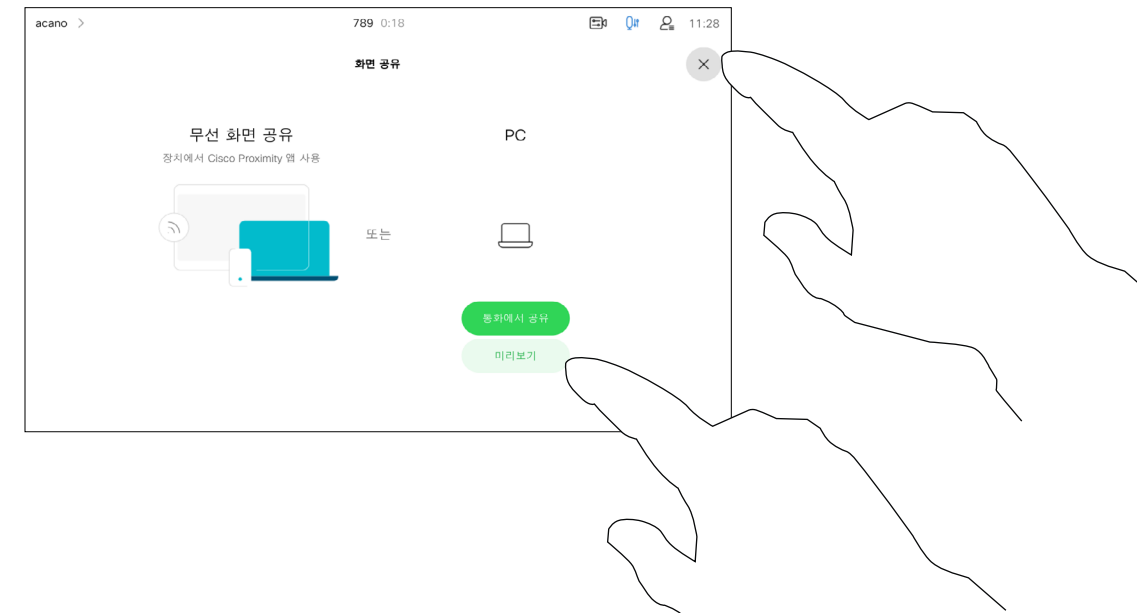 acano
789 0:18
11:28
화면 공유
무선 화면 공유
장치에서 Cisco Proximity 앱 사용
또는
PC
통화에서 공유
미리보기